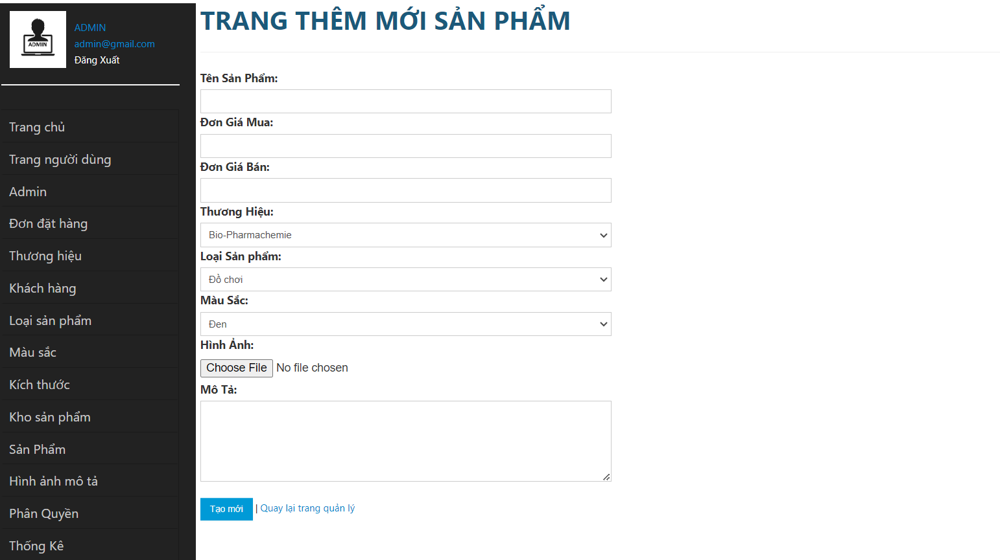 ADMIN
ADMIN
admin@gmail.com
Đăng Xuất
Trang chủ
Trang người dùng
Admin
Đơn đặt hàng
Thương hiệu
Khách hàng
Loại sản phẩm
Màu sắc
Kích thước
Kho sản phẩm
Sản Phẩm
Hình ảnh mô tả
Phân Quyền
Thống Kê
TRANG THÊM MỚI SẢN PHẨM
Tên Sản Phẩm:
Đơn Giá Mua:
Đơn Giá Bán:
Thương Hiệu:
Bio-Pharmachemie
Loại Sản phẩm:
Đồ chơi
Màu Sắc:
Đen
Hình Ảnh:
Choose File No file chosen
Mô Tả:
Tạo mới | Quay lại trang quản lý